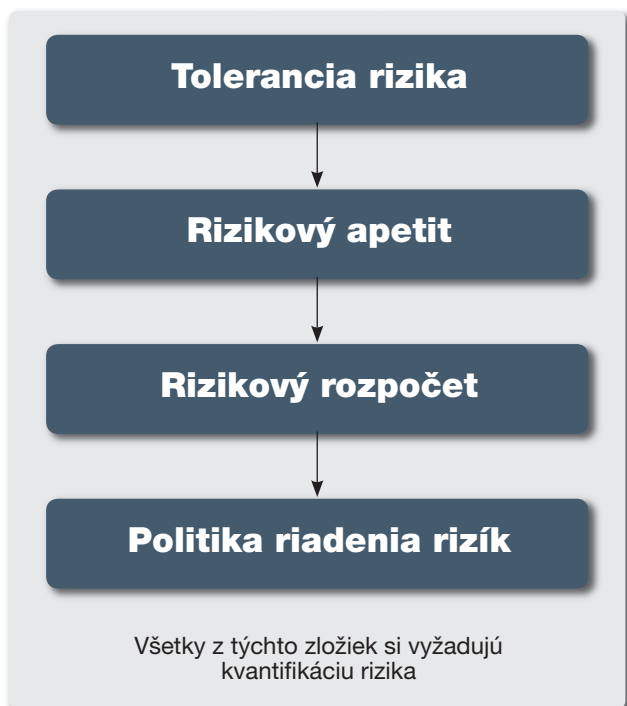 Tolerancia rizika
Rizikový apetit
Rizikový rozpočet
Politika riadenia rizík
Všetky z týchto zložiek si vyžadujú
kvantifikáciu rizika